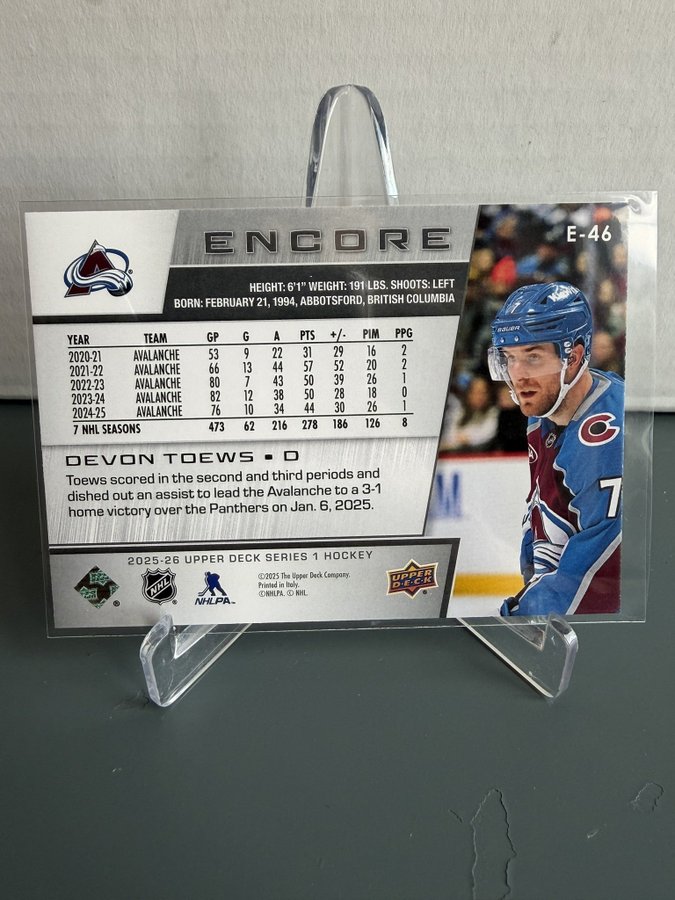 ENCORE
E-46
HEIGHT: 6'1" WEIGHT: 191 LBS. SHOOTS: LEFT
BORN: FEBRUARY 21, 1994, ABBOTSFORD, BRITISH COLUMBIA
YEAR TEAM GP G A PTS +/- PIM PPG
2020-21 AVALANCHE 53 9 22 31 29 16 2
2021-22 AVALANCHE 66 13 44 57 52 20 2
2022-23 AVALANCHE 80 7 43 50 39 26 1
2023-24 AVALANCHE 82 12 38 50 28 18 0
2024-25 AVALANCHE 76 10 34 44 30 26 1
7 NHL SEASONS 473 62 216 278 186 126 8
DEVON TOEWS • D
Toews scored in the second and third periods and
dished out an assist to lead the Avalanche to a 3-1
home victory over the Panthers on Jan. 6, 2025.
2025-26 UPPER DECK SERIES 1 HOCKEY
®
NHL
®
NHLPA
©2025 The Upper Deck Company.
Printed in Italy.
©NHLPA. © NHL.
UPPER
DECK
®
BAUER
7
7